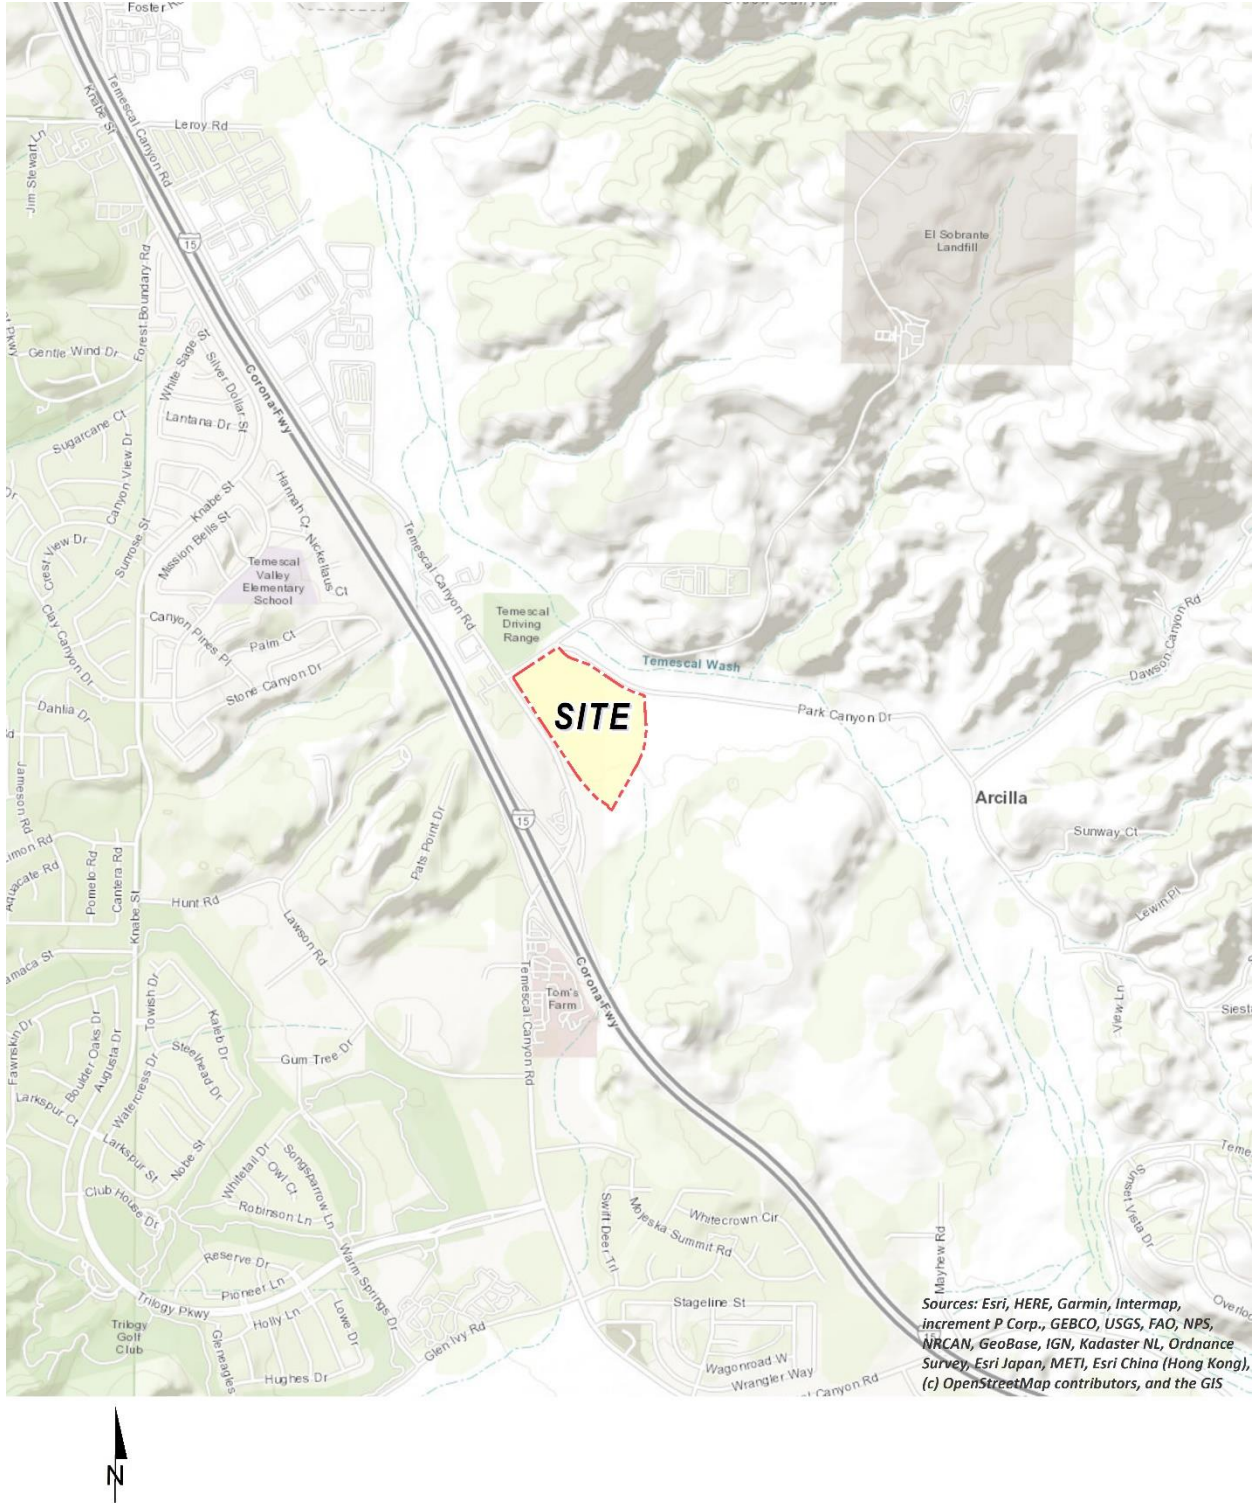 Foster
Leroy Rd
Temescal Canyon Rd
Knabe St
Jim Stewart Ln
15
El Sobrante
Landfill
Forest Boundary Rd
Pkwy
Gentle Wind Dr
White Sage St
Silver Dollar St
Corona Fwy
Lantana Dr
Sugarcane Ct
Canyon View Dr
Dr
Knabe St
Hannah Ct
Mission Bells St
Nickellaus Ct
Sunrose St
Crest View Dr
Temescal Canyon Rd
Temescal
Valley
Elementary
School
Clay Canyon Dr
Canyon Pines Pl
Palm Ct
Temescal
Driving
Range
Dawson Canyon Rd
Temescal Wash
Stone Canyon Dr
Dahlia Dr
SITE
Park Canyon Dr
Jameson Rd
Arcilla
15
Pats Point Dr
Sunway Ct
Pomelo Rd
Cantera Rd
Knabe St
Hunt Rd
Lewin Pl
Lawson Rd
Temescal Canyon Rd
Corona Fwy
Tom's
Farm
Towish Dr
Kaleb Dr
View Ln
Fawnskin Dr
Boulder Oaks Dr
Augusta Dr
Watercress Dr
Steelhead Dr
Gum Tree Dr
Larkspur Ct
Larkspur St
Nobe St
Whitetail Dr
Owl Ct
Songsparrow Ln
Club House Dr
Robinson Ln
Swift Deer Trl
Mojeska Summit Rd
Whitecrown Cir
Sunset Vista Dr
Mayhew Rd
Reserve Dr
Pioneer Ln
Warm Springs Dr
Trilogy Pkwy
Holly Ln
Lowe Dr
Stageline St
Trilogy
Golf
Club
Gleneagles
Glen Ivy Rd
Hughes Dr
Wagonroad W
Wrangler Way
Canyon Rd
15
Sources: Esri, HERE, Garmin, Intermap,
increment P Corp., GEBCO, USGS, FAO, NPS,
NRCAN, GeoBase, IGN, Kadaster NL, Ordnance
Survey, Esri Japan, METI, Esri China (Hong Kong),
(c) OpenStreetMap contributors, and the GIS
N